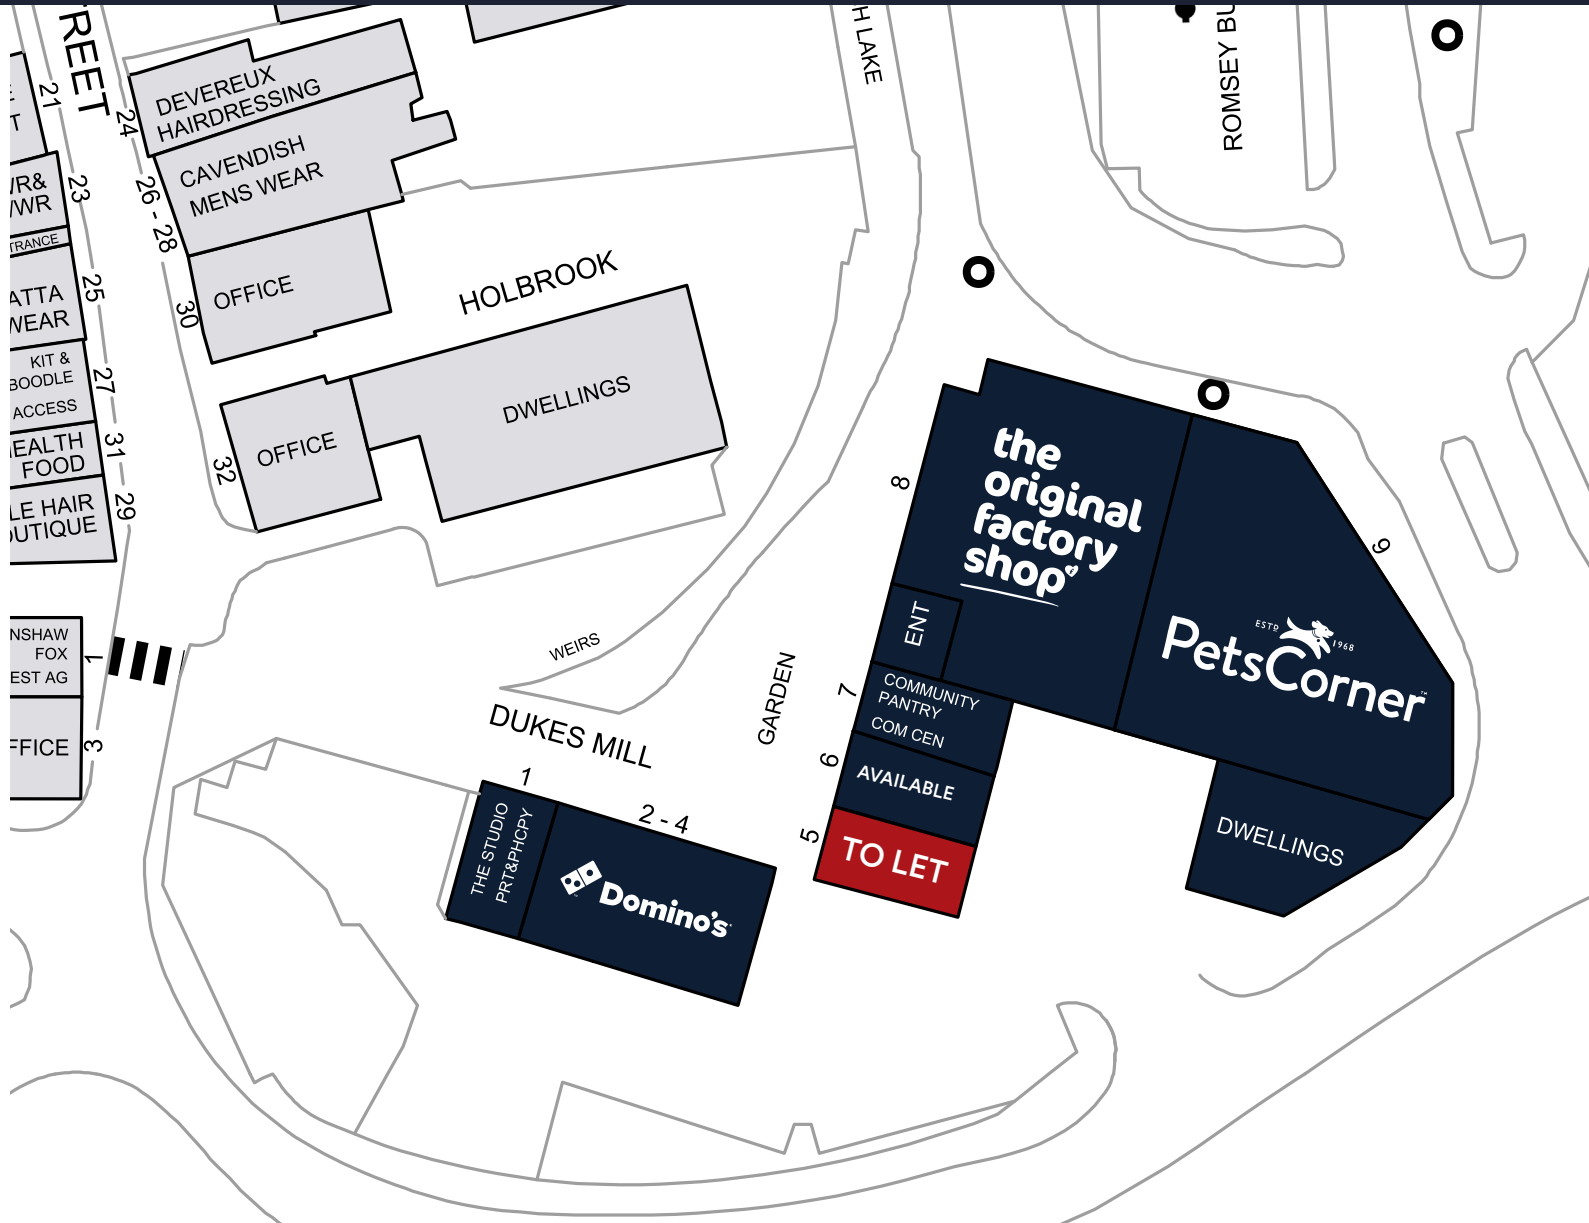 REET
21
23
25
27
31
29
24
26 - 28
30
32
DEVEREUX
HAIRDRESSING
CAVENDISH
MENS WEAR
OFFICE
OFFICE
HOLBROOK
DWELLINGS
H LAKE
ROMSEY BU
T
WR&
WWR
TRANCE
ATTA
WEAR
KIT &
BOODLE
ACCESS
EALTH
FOOD
LE HAIR
OUTIQUE
NSHAW
FOX
EST AG
1
FFICE
3
WEIRS
DUKES MILL
GARDEN
1
2 - 4
THE STUDIO
PRT&PHCPY
Domino's
8
the
original
factory
shop
ENT
7
COMMUNITY
PANTRY
COM CEN
6
AVAILABLE
5
TO LET
9
ESTD 1968
PetsCorner™
DWELLINGS